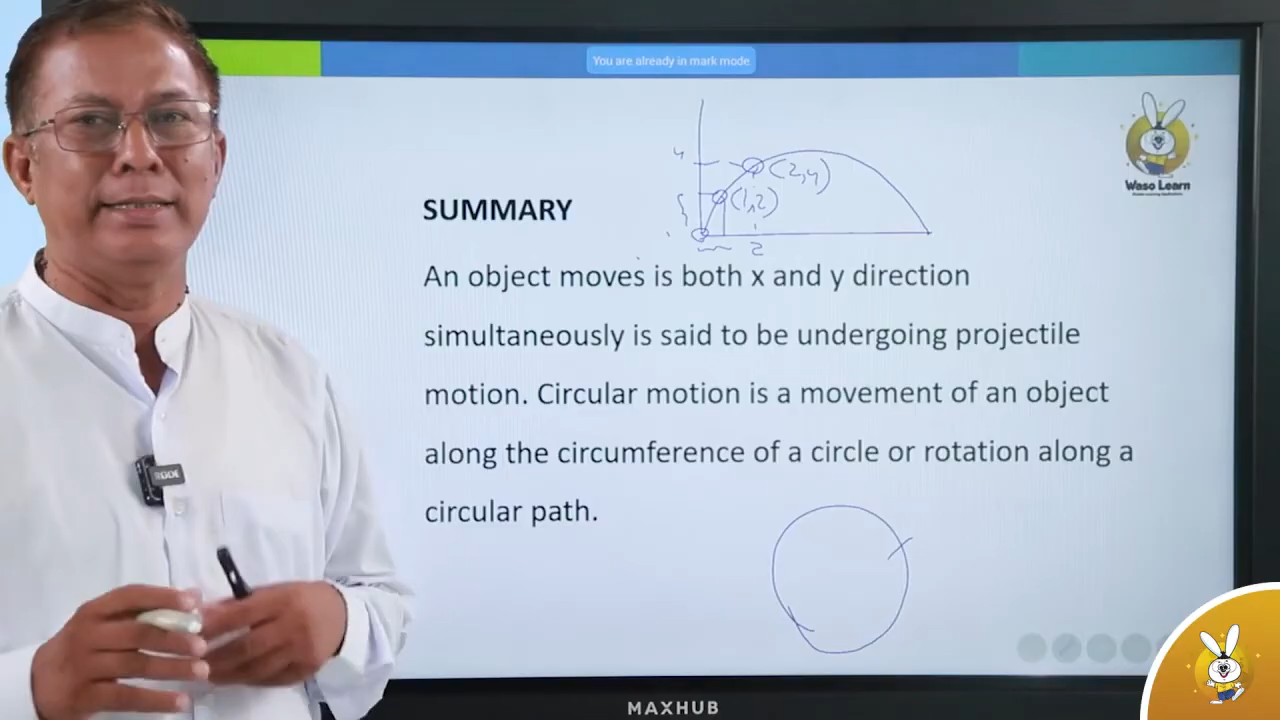 You are already in mark mode
4
(2,4)
Waso Learn
SUMMARY
(1,2)
2
An object moves is both x and y direction
simultaneously is said to be undergoing projectile
motion. Circular motion is a movement of an object
along the circumference of a circle or rotation along a
circular path.
RODE
MAXHUB